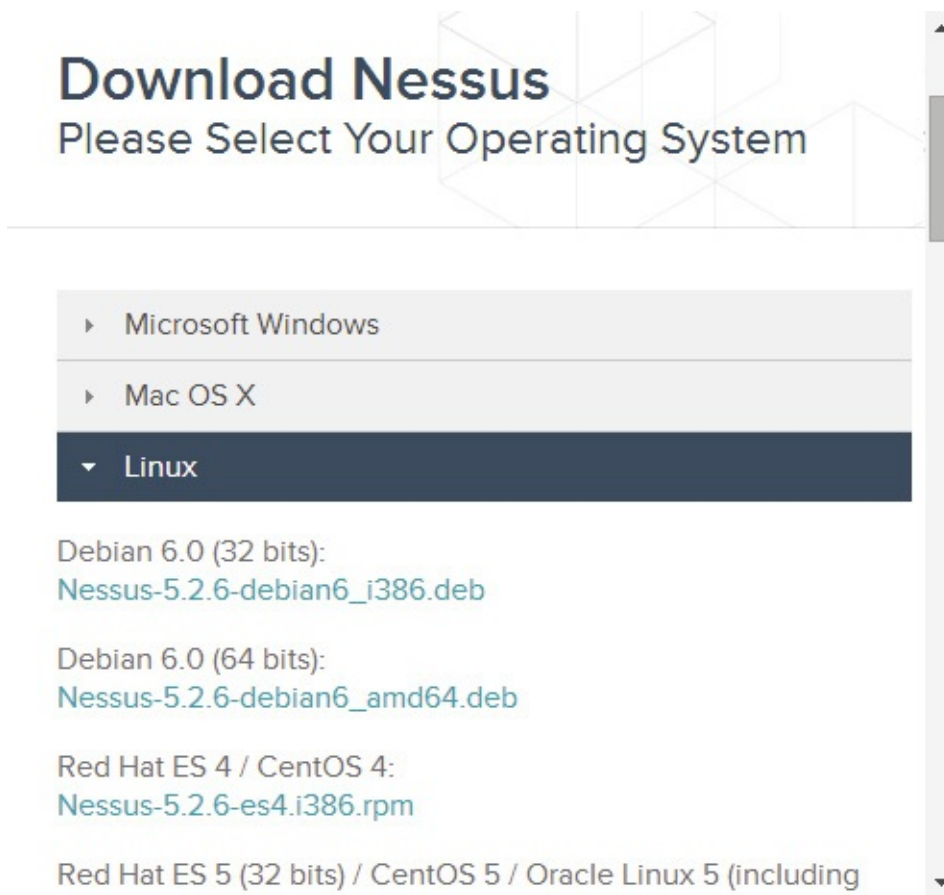 Download Nessus
Please Select Your Operating System
Microsoft Windows
Mac OS X
Linux
Debian 6.0 (32 bits):
Nessus-5.2.6-debian6_i386.deb
Debian 6.0 (64 bits):
Nessus-5.2.6-debian6_amd64.deb
Red Hat ES 4 / CentOS 4:
Nessus-5.2.6-es4.i386.rpm
Red Hat ES 5 (32 bits) / CentOS 5 / Oracle Linux 5 (including